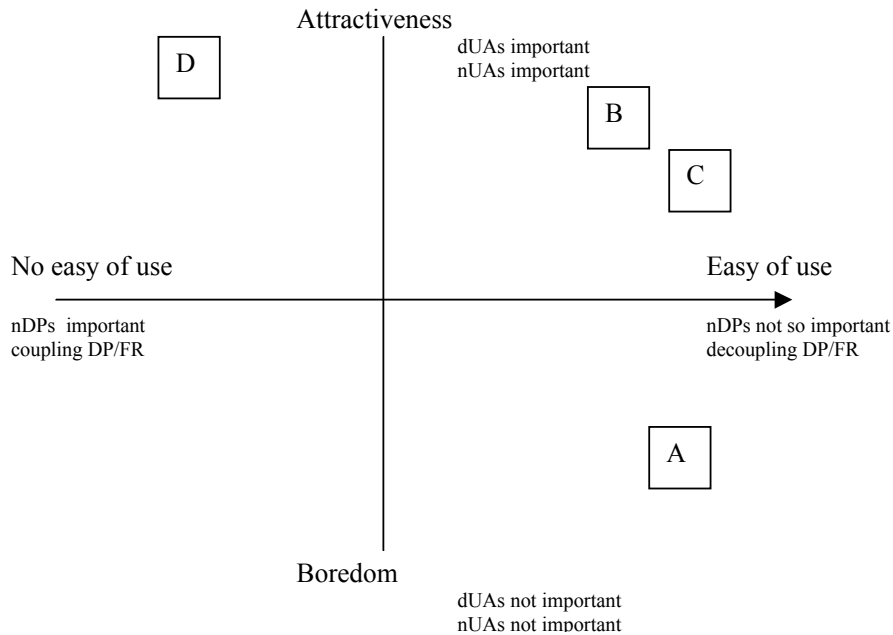 Attractiveness
dUAs important
nUAs important
D
B
C
No easy of use
Easy of use
nDPs  important
coupling DP/FR
nDPs not so important
decoupling DP/FR
A
Boredom
dUAs not important
nUAs not important